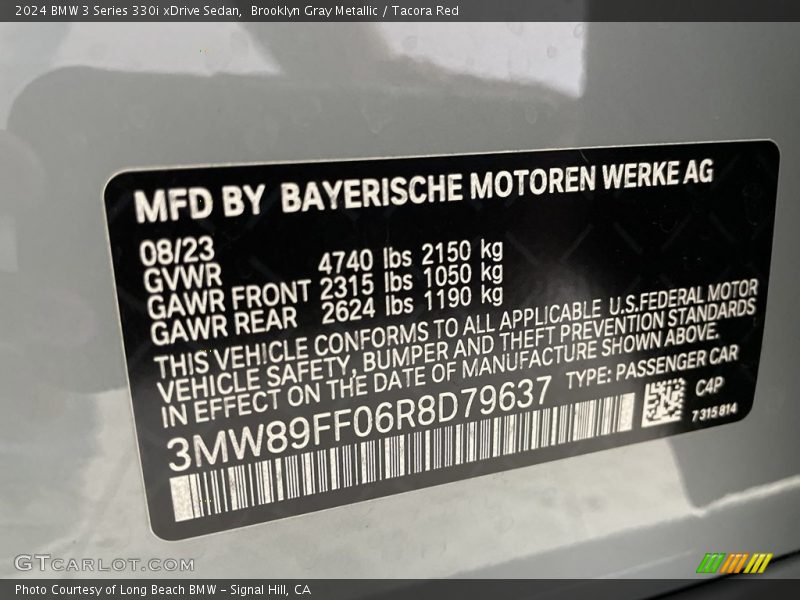 2024 BMW 3 Series 330i xDrive Sedan, Brooklyn Gray Metallic / Tacora Red
MFD BY BAYERISCHE MOTOREN WERKE AG
08/23
GVWR 4740 lbs 2150 kg
GAWR FRONT 2315 lbs 1050 kg
GAWR REAR 2624 lbs 1190 kg
THIS VEHICLE CONFORMS TO ALL APPLICABLE U.S.FEDERAL MOTOR
VEHICLE SAFETY, BUMPER AND THEFT PREVENTION STANDARDS
IN EFFECT ON THE DATE OF MANUFACTURE SHOWN ABOVE.
3MW89FF06R8D79637 TYPE: PASSENGER CAR
C4P
7315814
GTCARLOT.COM
Photo Courtesy of Long Beach BMW - Signal Hill, CA